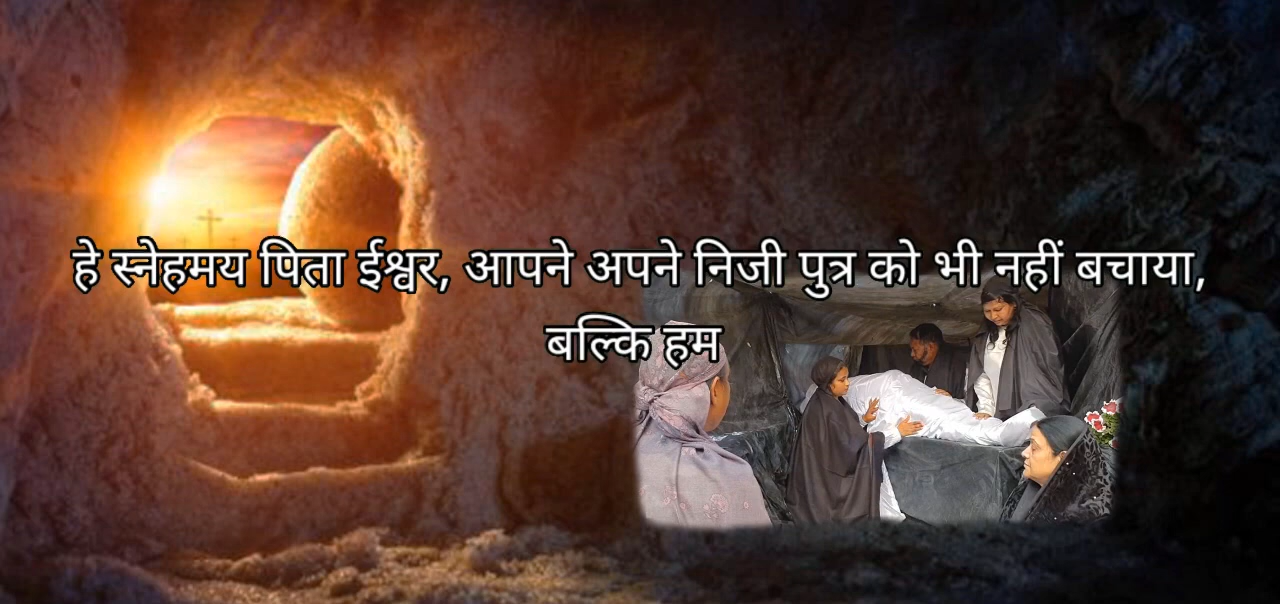 हे स्नेहमय पिता ईश्वर, आपने अपने निजी पुत्र को भी नहीं बचाया,
बल्कि हम